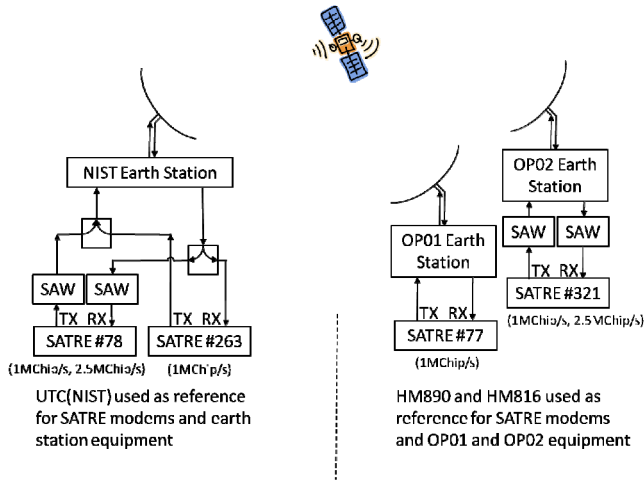 NIST Earth Station
SAW
SAW
TX RX
TX RX
SATRE #78
SATRE #263
(1MChip/s, 2.5MChip/s)
(1MChip/s)
UTC(NIST) used as reference
for SATRE modems and earth
station equipment
OP01 Earth
Station
TX RX
SATRE #77
(1MChip/s)
OP02 Earth
Station
SAW
SAW
TX RX
SATRE #321
(1MChip/s, 2.5MChip/s)
HM890 and HM816 used as
reference for SATRE modems
and OP01 and OP02 equipment